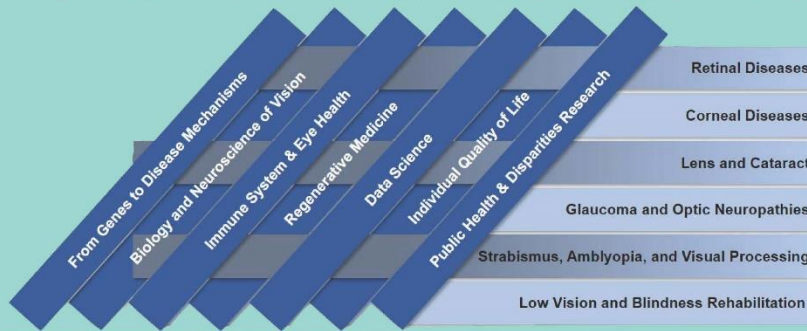 From Genes to Disease Mechanisms
Biology and Neuroscience of Vision
Immune System & Eye Health
Regenerative Medicine
Data Science
Individual Quality of Life
Public Health & Disparities Research
Retinal Diseases
Corneal Diseases
Lens and Cataract
Glaucoma and Optic Neuropathies
Strabismus, Amblyopia, and Visual Processing
Low Vision and Blindness Rehabilitation